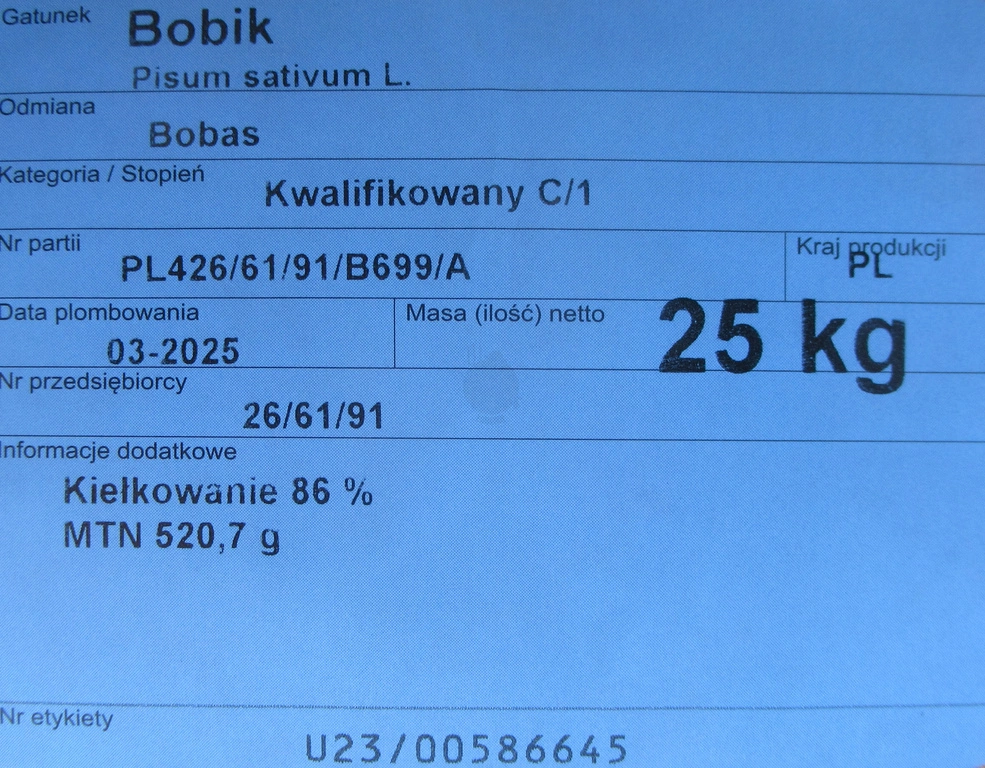 Gatunek Bobik
Pisum sativum L.
Odmiana
Bobas
Kategoria / Stopień
Kwalifikowany C/1
Nr partii
PL426/61/91/B699/A
Kraj produkcji
PL
Data plombowania
03-2025
Masa (ilość) netto
25 kg
Nr przedsiębiorcy
26/61/91
Informacje dodatkowe
Kiełkowanie 86 %
MTN 520,7 g
Nr etykiety
U23/00586645